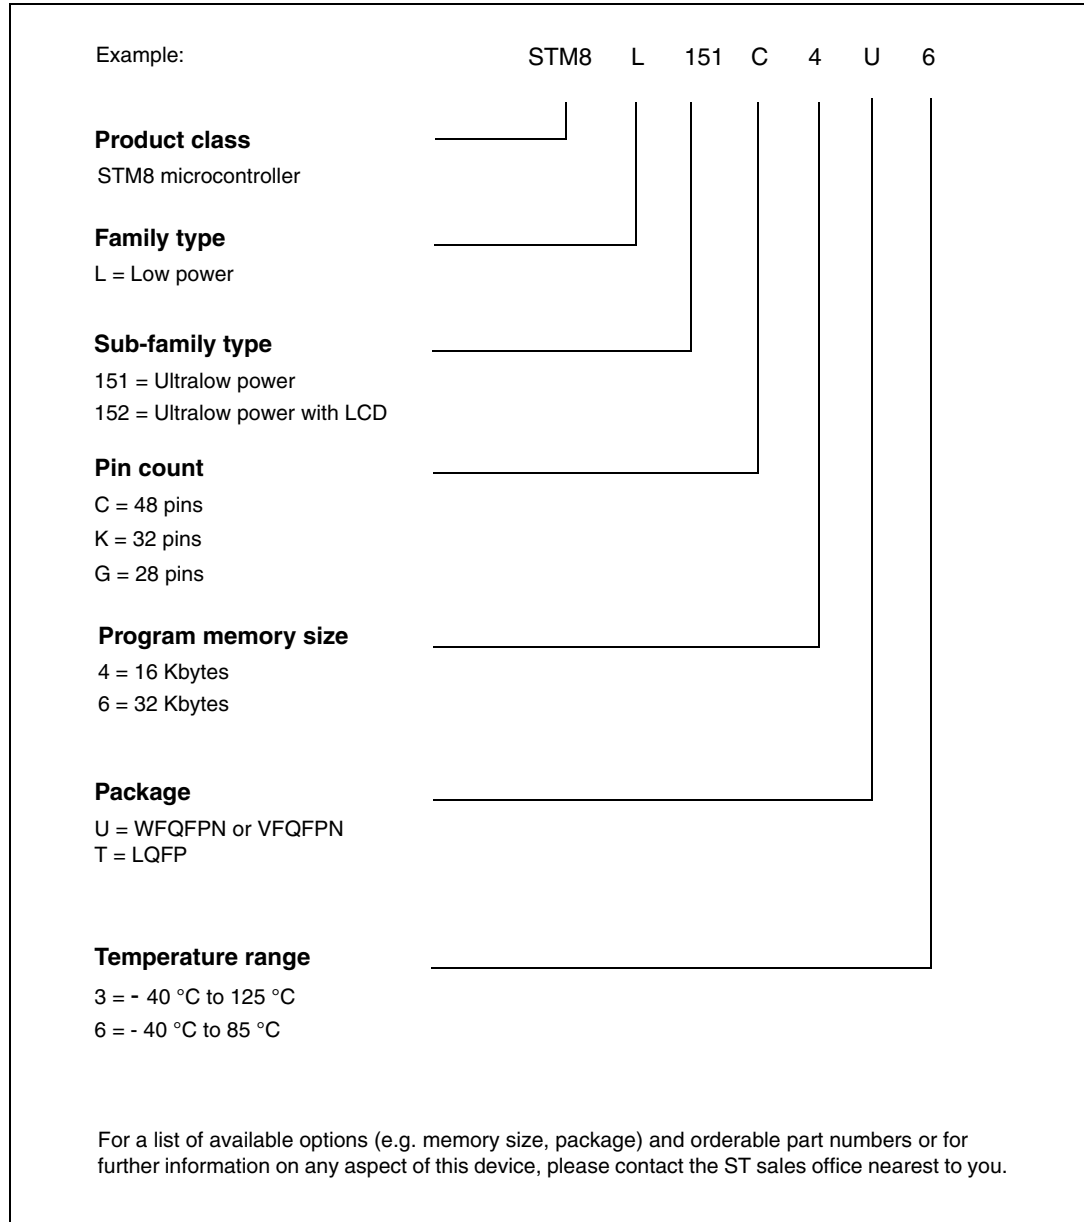 Example: STM8 L 151 C 4 U 6
Product class
STM8 microcontroller
Family type
L = Low power
Sub-family type
151 = Ultralow power
152 = Ultralow power with LCD
Pin count
C = 48 pins
K = 32 pins
G = 28 pins
Program memory size
4 = 16 Kbytes
6 = 32 Kbytes
Package
U = WFQFPN or VFQFPN
T = LQFP
Temperature range
3 = - 40 °C to 125 °C
6 = - 40 °C to 85 °C
For a list of available options (e.g. memory size, package) and orderable part numbers or for
further information on any aspect of this device, please contact the ST sales office nearest to you.